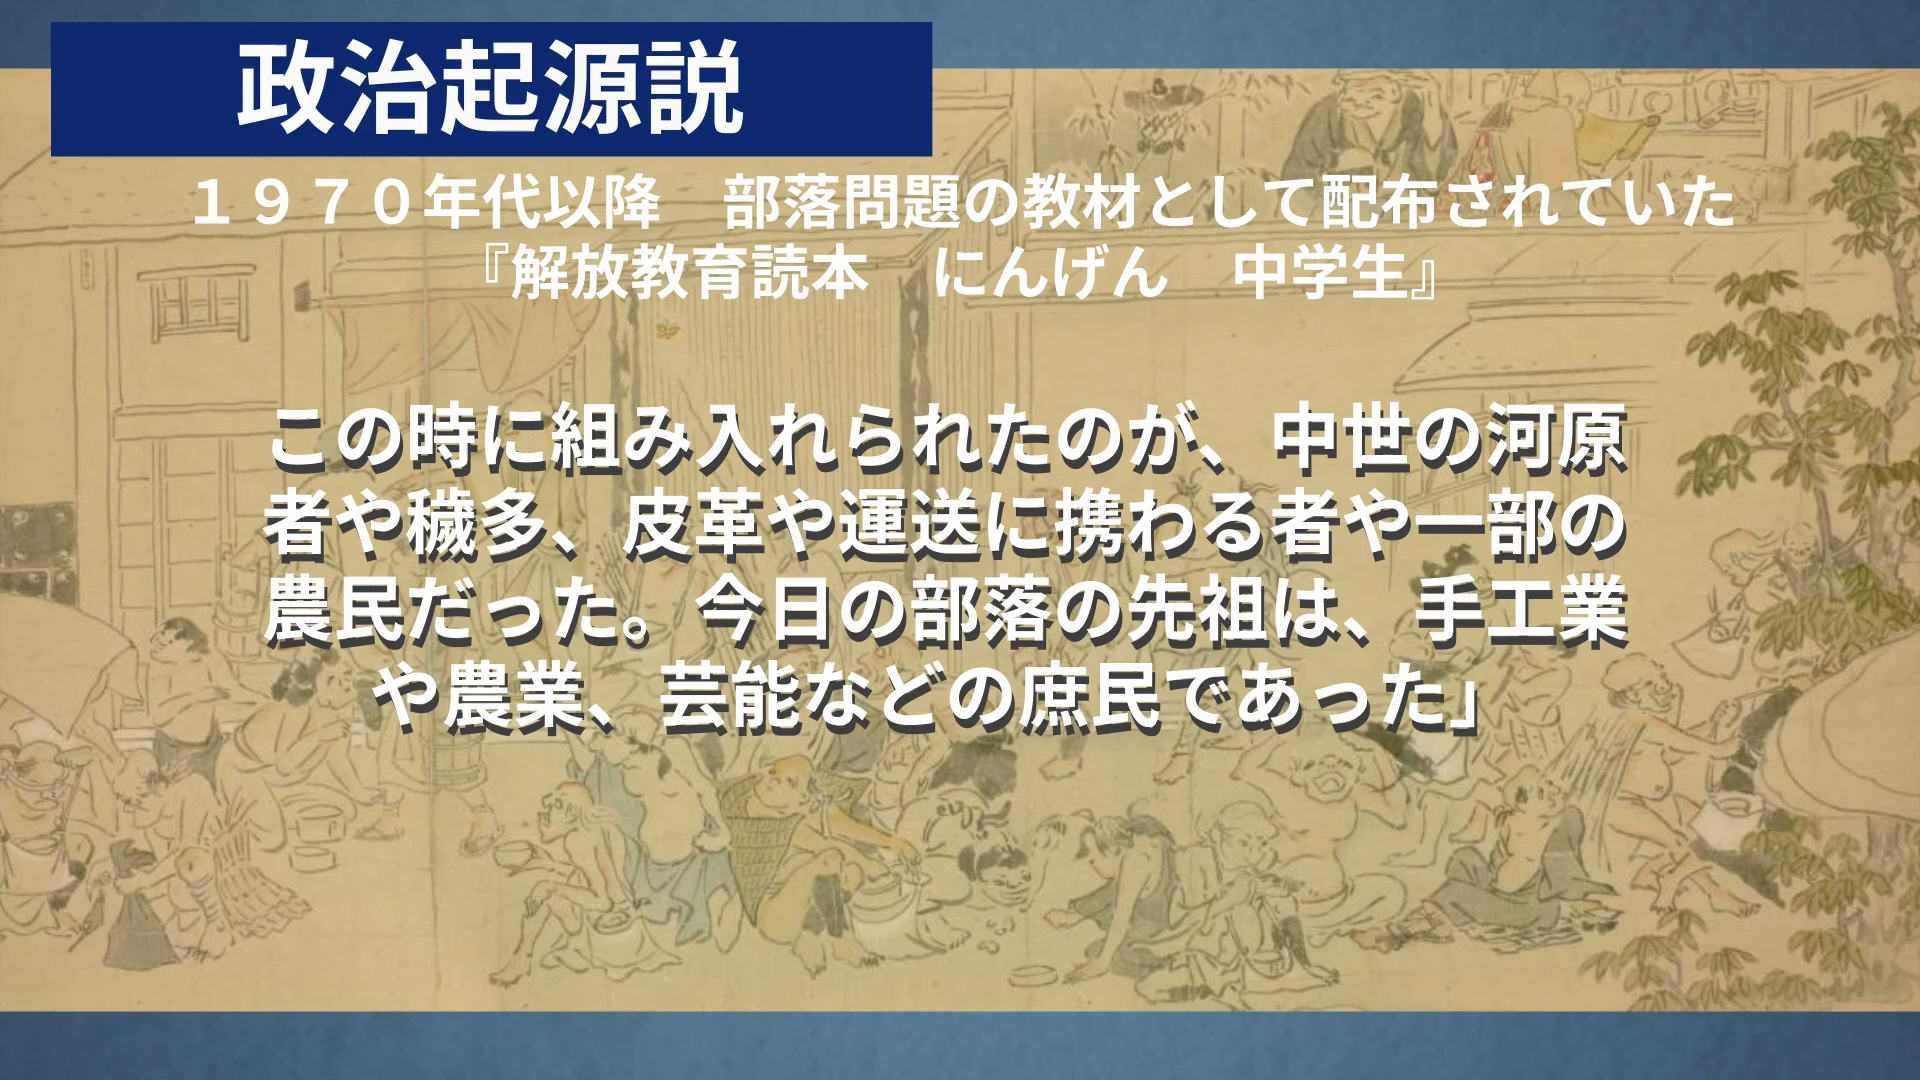 政治起源説
１９７０年代以降　部落問題の教材として配布されていた
『解放教育読本　にんげん　中学生』
この時に組み入れられたのが、中世の河原
者や穢多、皮革や運送に携わる者や一部の
農民だった。今日の部落の先祖は、手工業
や農業、芸能などの庶民であった」